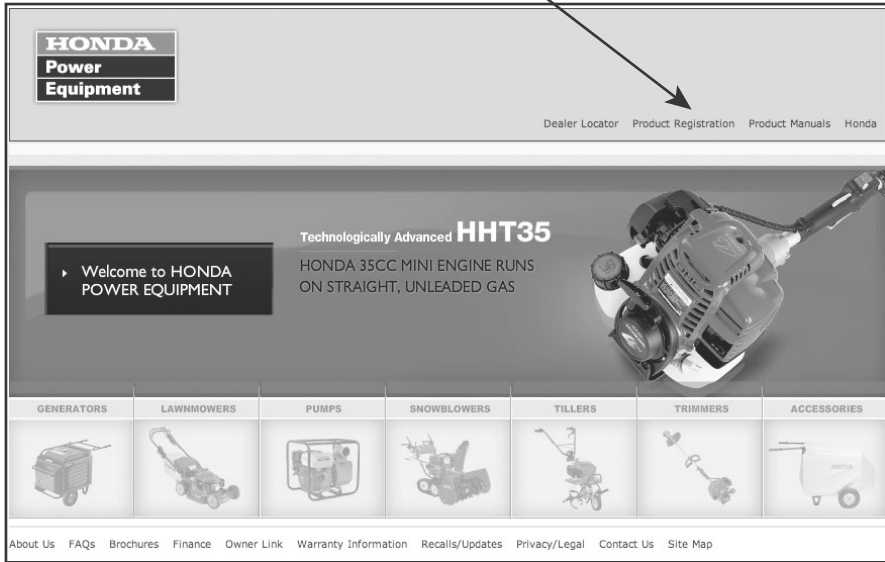 HONDA
Power
Equipment
Dealer Locator Product Registration Product Manuals Honda
Technologically Advanced HHT35
Welcome to HONDA
POWER EQUIPMENT
HONDA 35CC MINI ENGINE RUNS
ON STRAIGHT, UNLEADED GAS
GENERATORS LAWNMOWERS PUMPS SNOWBLOWERS TILLERS TRIMMERS ACCESSORIES
About Us FAQs Brochures Finance Owner Link Warranty Information Recalls/Updates Privacy/Legal Contact Us Site Map